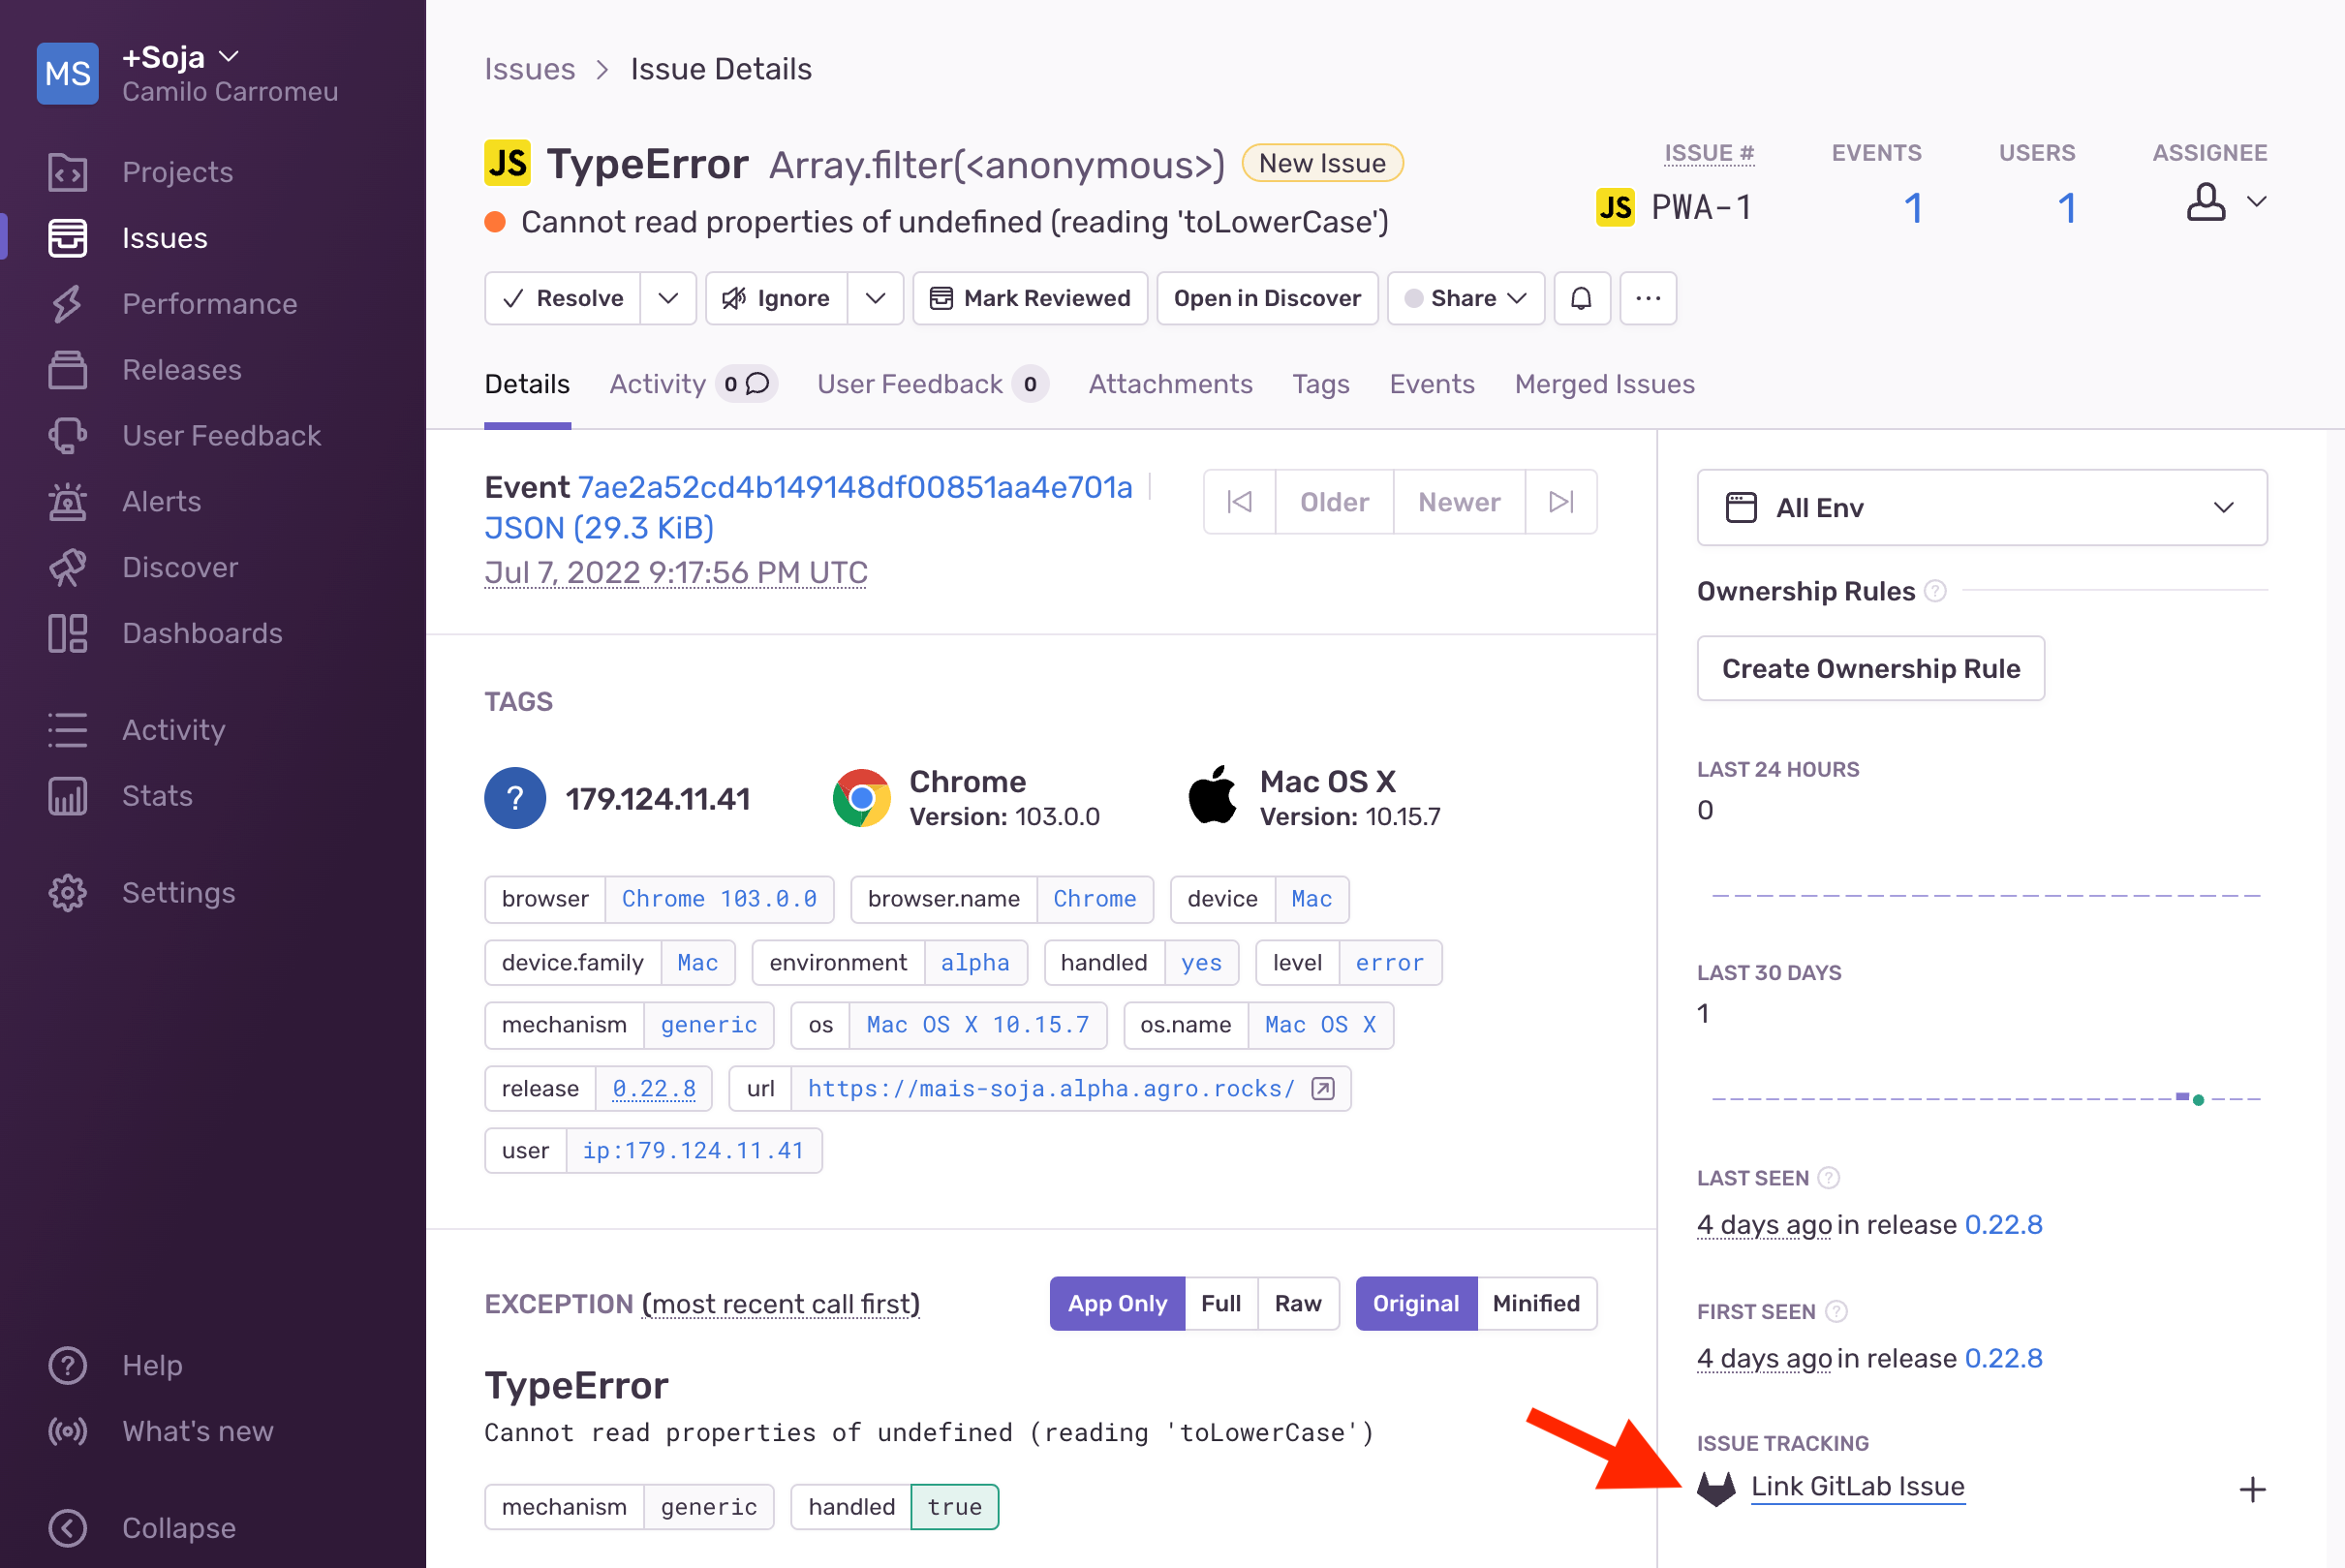 MS
+Soja
Camilo Carromeu
Projects
Issues
Performance
Releases
User Feedback
Alerts
Discover
Dashboards
Activity
Stats
Settings
Help
What's new
Collapse
Issues > Issue Details
JS TypeError Array.filter(<anonymous>) New Issue
Cannot read properties of undefined (reading 'toLowerCase')
ISSUE # EVENTS USERS ASSIGNEE
JS PWA-1 1 1
Resolve Ignore Mark Reviewed Open in Discover Share ...
Details Activity 0 User Feedback 0 Attachments Tags Events Merged Issues
Event 7ae2a52cd4b149148df00851aa4e701a
JSON (29.3 KiB)
Jul 7, 2022 9:17:56 PM UTC
Older Newer
TAGS
? 179.124.11.41
Chrome
Version: 103.0.0
Mac OS X
Version: 10.15.7
browser Chrome 103.0.0 browser.name Chrome device Mac
device.family Mac environment alpha handled yes level error
mechanism generic os Mac OS X 10.15.7 os.name Mac OS X
release 0.22.8 url https://mais-soja.alpha.agro.rocks/
user ip:179.124.11.41
EXCEPTION (most recent call first) App Only Full Raw Original Minified
TypeError
Cannot read properties of undefined (reading 'toLowerCase')
mechanism generic handled true
All Env
Ownership Rules ?
Create Ownership Rule
LAST 24 HOURS
0
LAST 30 DAYS
1
LAST SEEN ?
4 days ago in release 0.22.8
FIRST SEEN ?
4 days ago in release 0.22.8
ISSUE TRACKING
Link GitLab Issue +